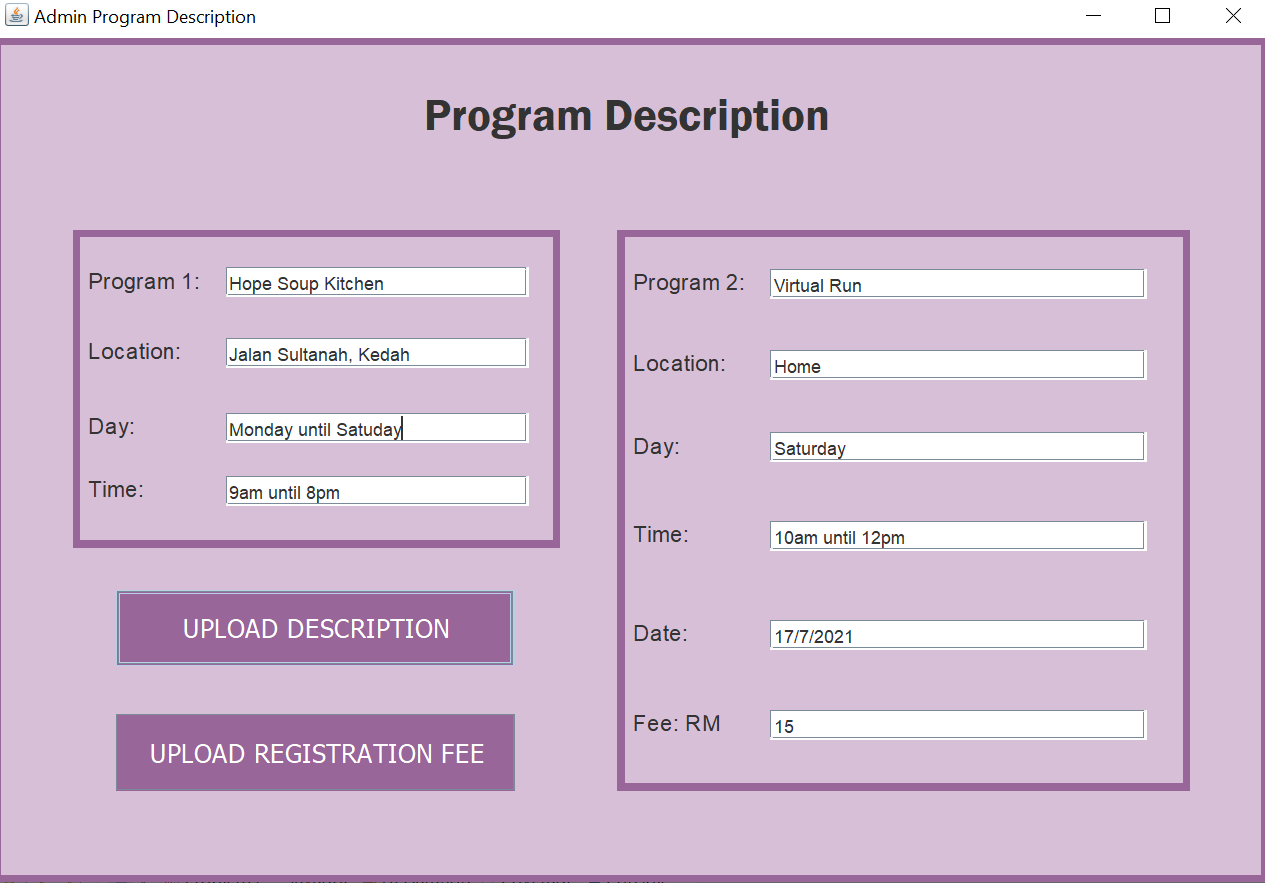 Admin Program Description
Program Description
Program 1: Hope Soup Kitchen
Location: Jalan Sultanah, Kedah
Day: Monday until Satuday
Time: 9am until 8pm
UPLOAD DESCRIPTION
UPLOAD REGISTRATION FEE
Program 2: Virtual Run
Location: Home
Day: Saturday
Time: 10am until 12pm
Date: 17/7/2021
Fee: RM 15